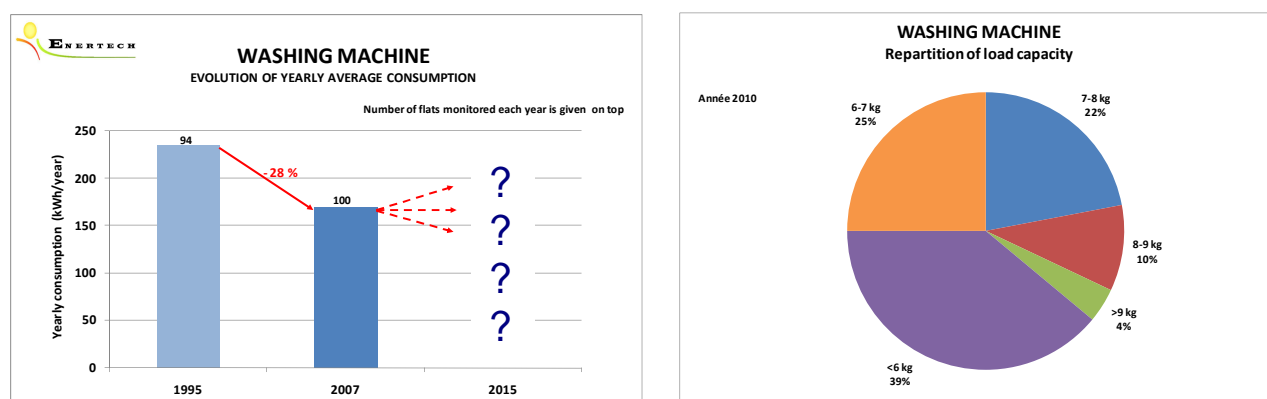 ENERTECH
WASHING MACHINE
EVOLUTION OF YEARLY AVERAGE CONSUMPTION
Number of flats monitored each year is given on top
Yearly consumption (kWh/year)
250
200
150
100
50
0
94
- 28 %
100
?
?
?
?
1995
2007
2015
WASHING MACHINE
Repartition of load capacity
Année 2010
6-7 kg
25%
7-8 kg
22%
8-9 kg
10%
>9 kg
4%
<6 kg
39%